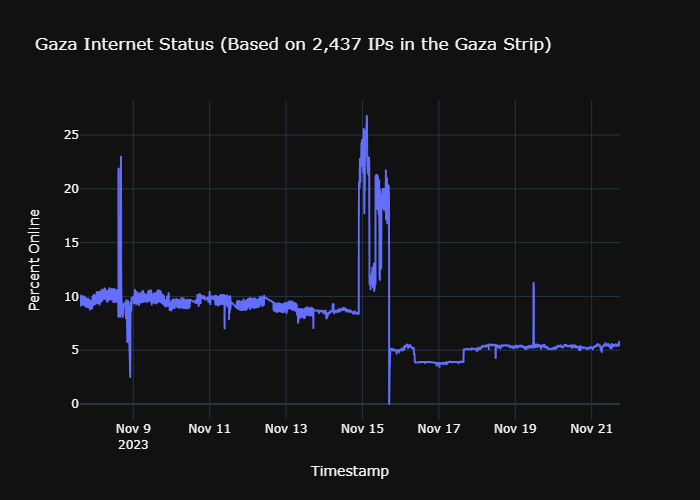 Gaza Internet Status (Based on 2,437 IPs in the Gaza Strip)
Percent Online
25
20
15
10
5
0
Nov 9 Nov 11 Nov 13 Nov 15 Nov 17 Nov 19 Nov 21
2023
Timestamp